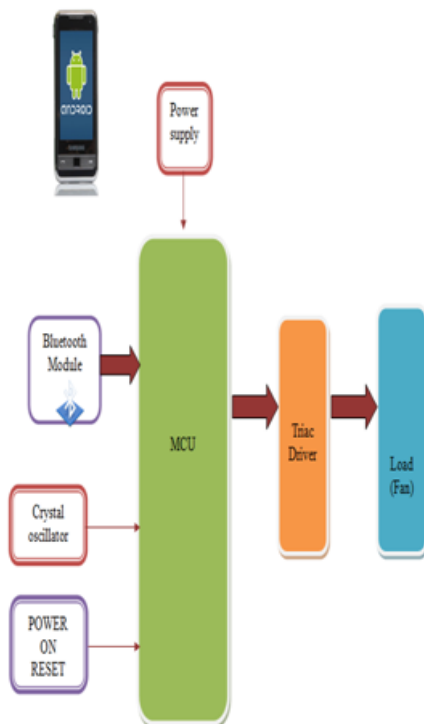 ANDROID
Power
supply
Bluetooth
Module
MCU
Triac
Driver
Load
(Fan)
Crystal
oscillator
POWER
ON
RESET